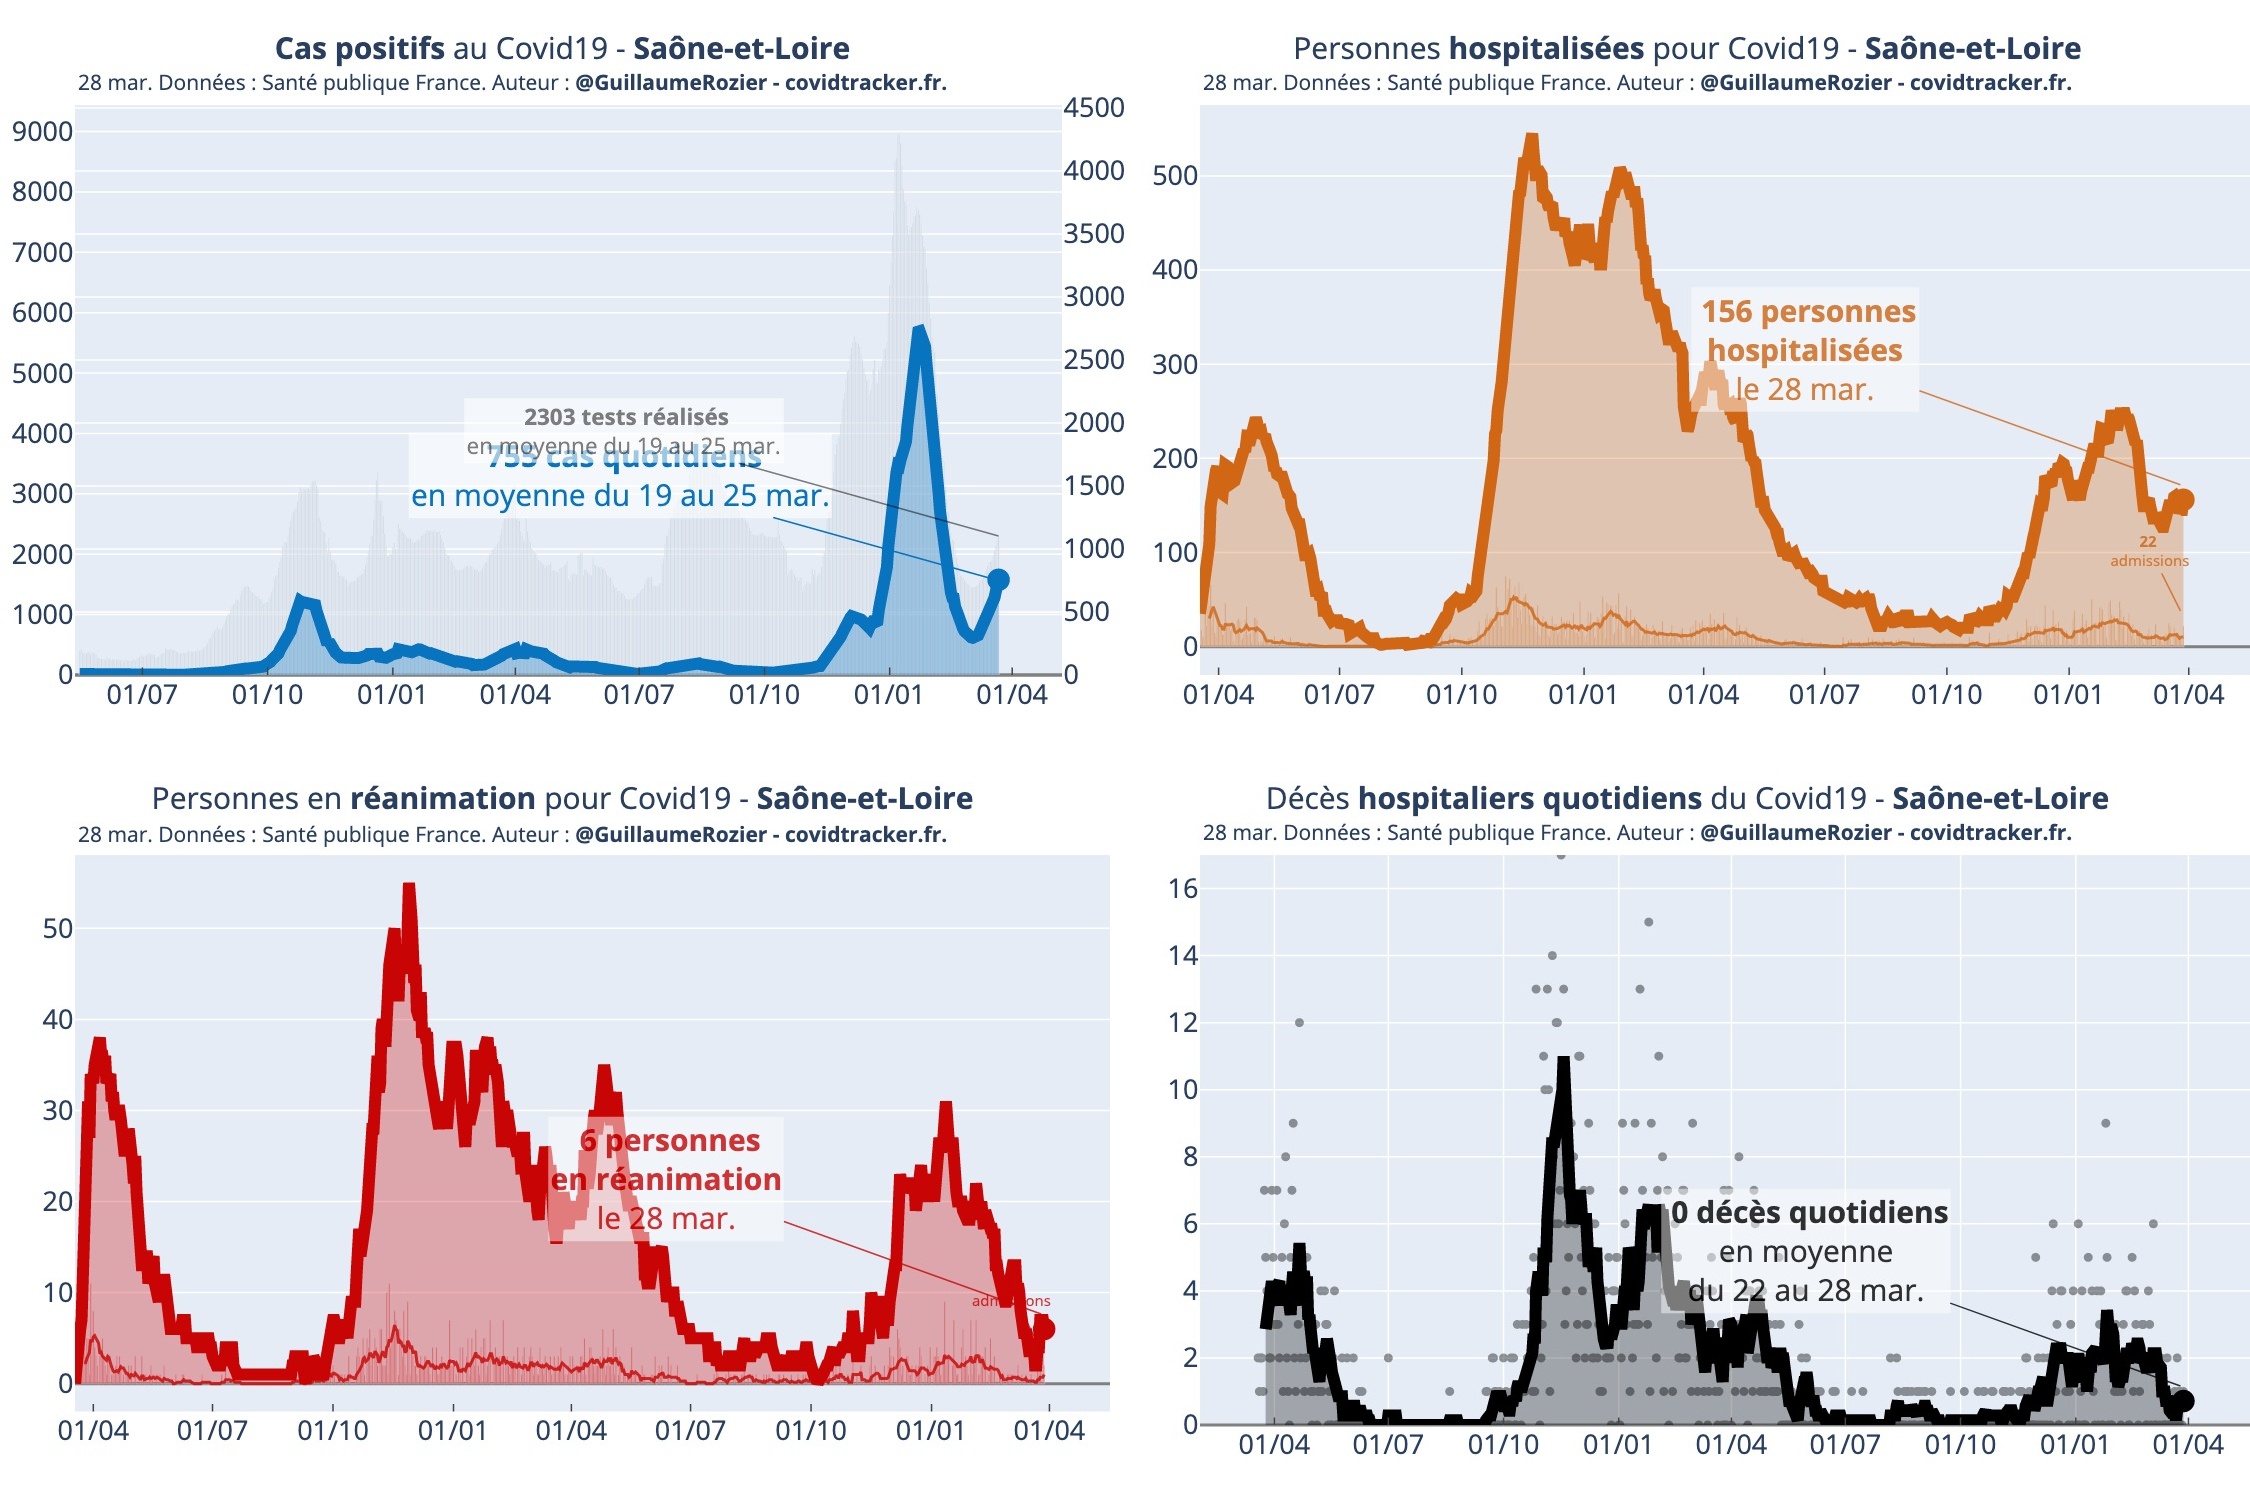 Cas positifs au Covid19 - Saône-et-Loire
28 mar. Données : Santé publique France. Auteur : @GuillaumeRozier - covidtracker.fr.
9000
8000
7000
6000
5000
4000
3000
2000
1000
0
4500
4000
3500
3000
2500
2000
1500
1000
500
0
2303 tests réalisés
en moyenne du 19 au 25 mar.
755 cas quotidiens
en moyenne du 19 au 25 mar.
01/07 01/10 01/01 01/04 01/07 01/10 01/01 01/04
Personnes hospitalisées pour Covid19 - Saône-et-Loire
28 mar. Données : Santé publique France. Auteur : @GuillaumeRozier - covidtracker.fr.
500
400
300
200
100
0
156 personnes
hospitalisées
le 28 mar.
22
admissions
01/04 01/07 01/10 01/01 01/04 01/07 01/10 01/01 01/04
Personnes en réanimation pour Covid19 - Saône-et-Loire
28 mar. Données : Santé publique France. Auteur : @GuillaumeRozier - covidtracker.fr.
50
40
30
20
10
0
6 personnes
en réanimation
le 28 mar.
admissions
01/04 01/07 01/10 01/01 01/04 01/07 01/10 01/01 01/04
Décès hospitaliers quotidiens du Covid19 - Saône-et-Loire
28 mar. Données : Santé publique France. Auteur : @GuillaumeRozier - covidtracker.fr.
16
14
12
10
8
6
4
2
0
0 décès quotidiens
en moyenne
du 22 au 28 mar.
01/04 01/07 01/10 01/01 01/04 01/07 01/10 01/01 01/04